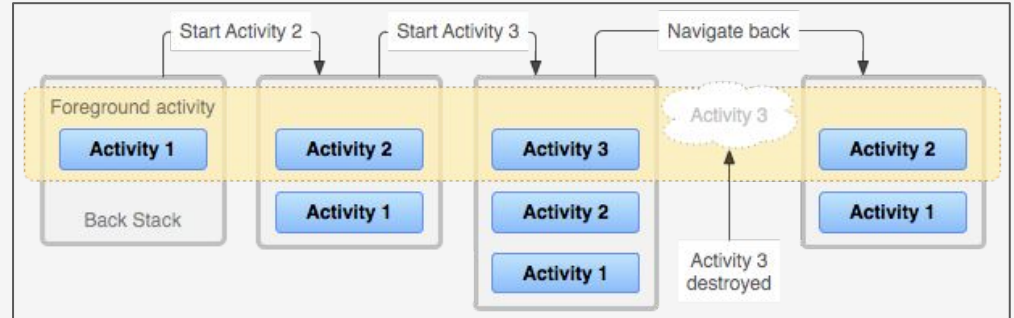 Start Activity 2
Start Activity 3
Navigate back
Foreground activity
Activity 1
Back Stack
Activity 2
Activity 1
Activity 3
Activity 2
Activity 1
Activity 3
Activity 3
destroyed
Activity 2
Activity 1